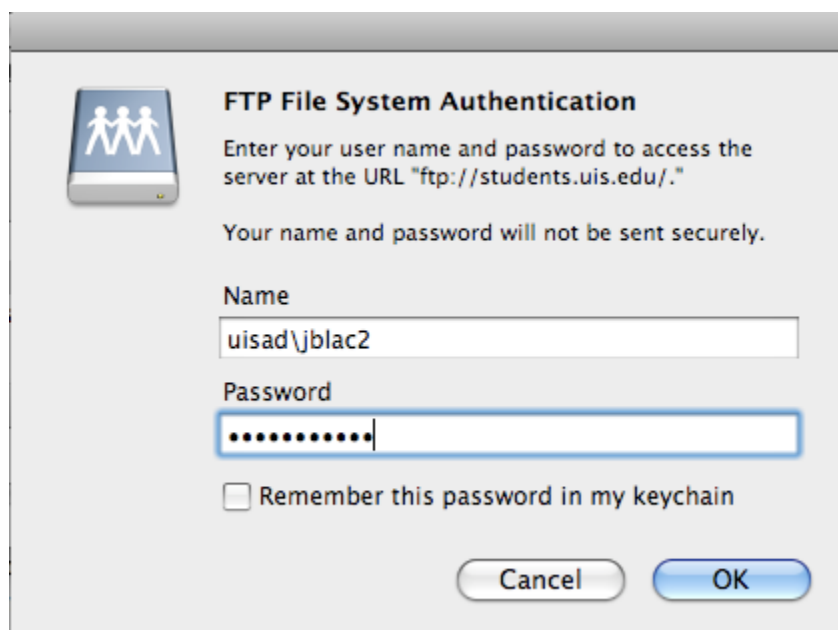 FTP File System Authentication
Enter your user name and password to access the
server at the URL "ftp://students.uis.edu/."
Your name and password will not be sent securely.
Name
uisad\jblac2
Password
•••••••••••
Remember this password in my keychain
Cancel OK